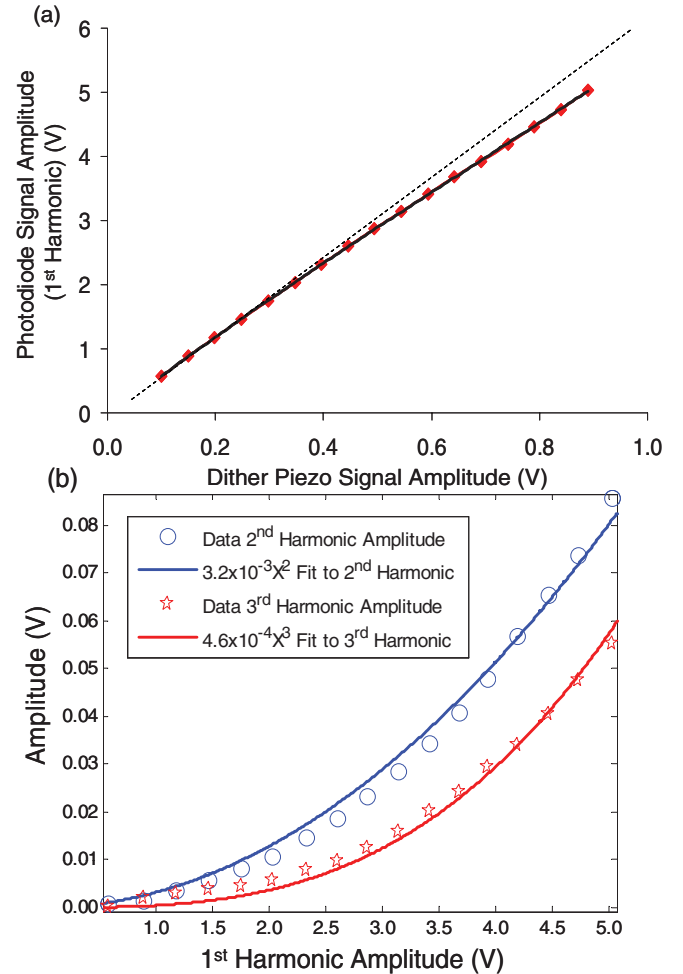 (a)
Photodiode Signal Amplitude
(1st Harmonic) (V)
6
5
4
3
2
1
0
0.0 0.2 0.4 0.6 0.8 1.0
Dither Piezo Signal Amplitude (V)
(b)
Amplitude (V)
0.08
0.07
0.06
0.05
0.04
0.03
0.02
0.01
0.00
Data 2nd Harmonic Amplitude
3.2x10-3X2 Fit to 2nd Harmonic
Data 3rd Harmonic Amplitude
4.6x10-4X3 Fit to 3rd Harmonic
1.0 1.5 2.0 2.5 3.0 3.5 4.0 4.5 5.0
1st Harmonic Amplitude (V)